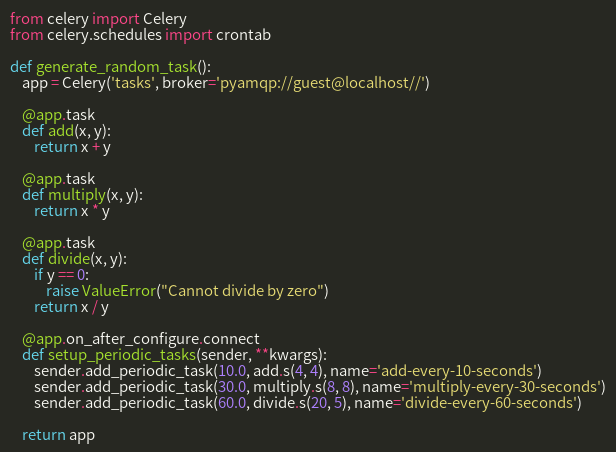 from celery import Celery
from celery.schedules import crontab

def generate_random_task():
    app = Celery('tasks', broker='pyamqp://guest@localhost//')

    @app.task
    def add(x, y):
        return x + y

    @app.task
    def multiply(x, y):
        return x * y

    @app.task
    def divide(x, y):
        if y == 0:
            raise ValueError("Cannot divide by zero")
        return x / y

    @app.on_after_configure.connect
    def setup_periodic_tasks(sender, **kwargs):
        sender.add_periodic_task(10.0, add.s(4, 4), name='add-every-10-seconds')
        sender.add_periodic_task(30.0, multiply.s(8, 8), name='multiply-every-30-seconds')
        sender.add_periodic_task(60.0, divide.s(20, 5), name='divide-every-60-seconds')

    return app